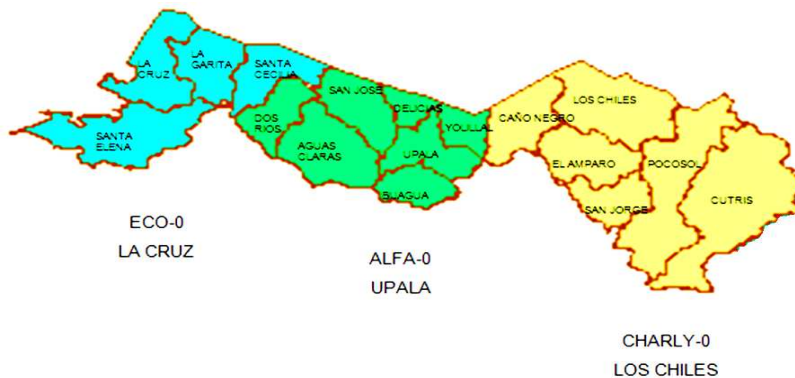 LA
CRUZ
LA
GARITA
SANTA
CECILIA
SANTA
ELENA
DOS
RIOS
SAN JOSE
AGUAS
CLARAS
DELICIAS
YOLILLAL
UPALA
BIJAGUA
CAÑO NEGRO
LOS CHILES
EL AMPARO
SAN JORGE
POCOSOL
CUTRIS
ECO-0
LA CRUZ
ALFA-0
UPALA
CHARLY-0
LOS CHILES